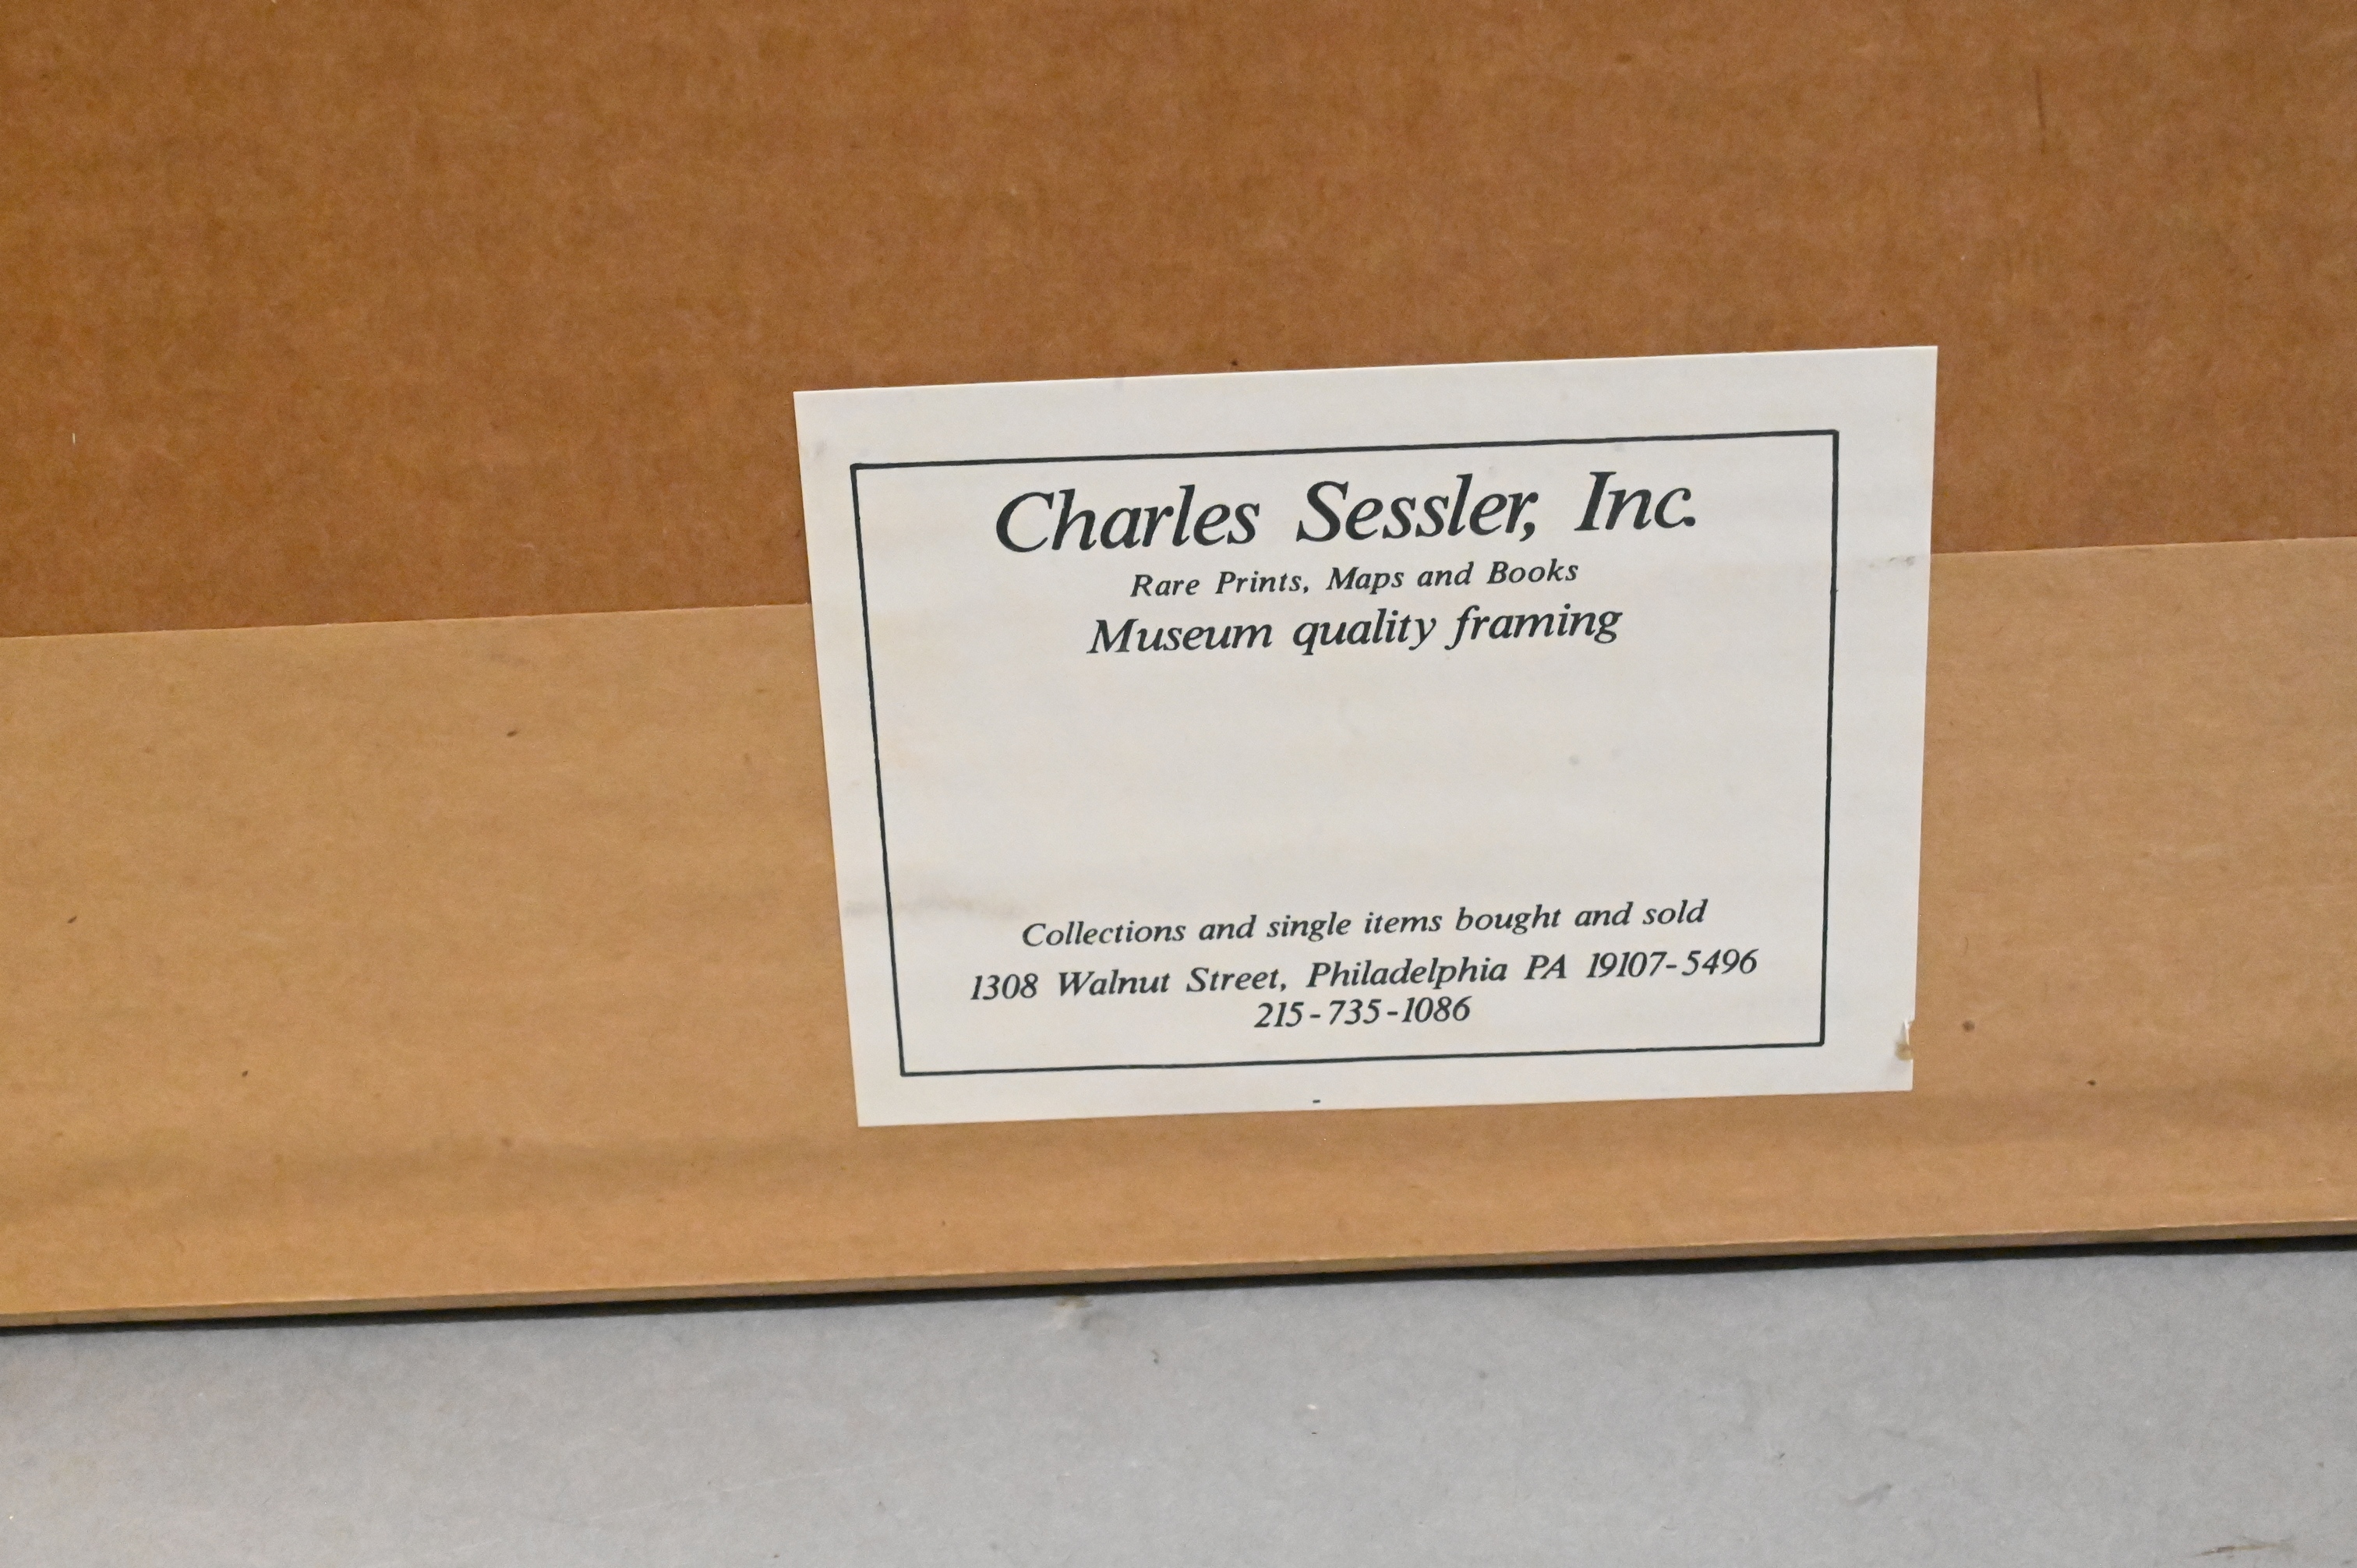 Charles Sessler, Inc.
Rare Prints, Maps and Books
Museum quality framing
Collections and single items bought and sold
1308 Walnut Street, Philadelphia PA 19107-5496
215-735-1086